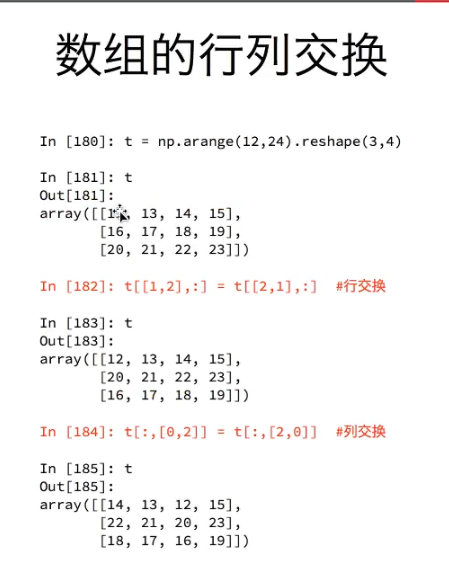 数组的行列交换
In [180]: t = np.arange(12,24).reshape(3,4)
In [181]: t
Out[181]:
array([[12, 13, 14, 15],
[16, 17, 18, 19],
[20, 21, 22, 23]])
In [182]: t[[1,2],:] = t[[2,1],:]  #行交换
In [183]: t
Out[183]:
array([[12, 13, 14, 15],
[20, 21, 22, 23],
[16, 17, 18, 19]])
In [184]: t[:,[0,2]] = t[:,[2,0]]  #列交换
In [185]: t
Out[185]:
array([[14, 13, 12, 15],
[22, 21, 20, 23],
[18, 17, 16, 19]])